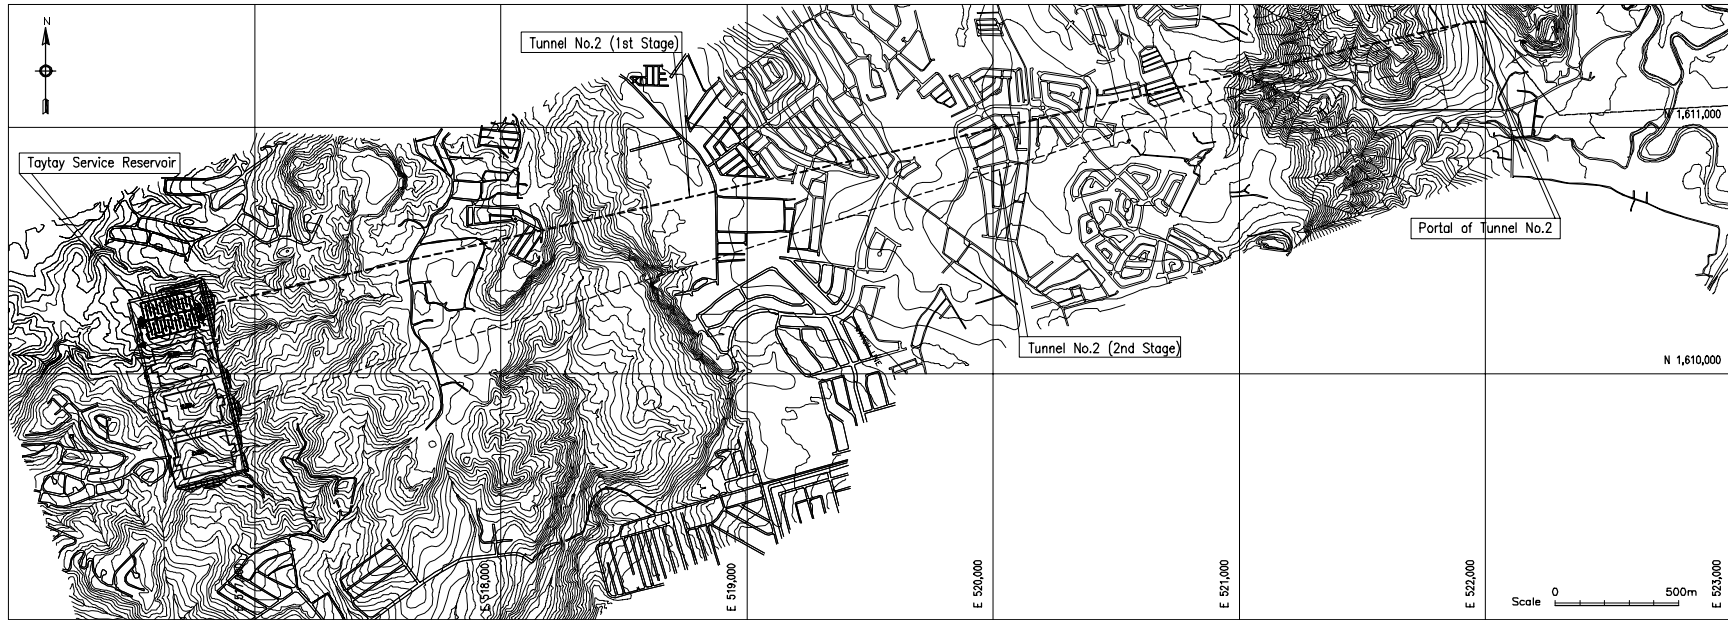 N
Tunnel No.2 (1st Stage)
N 1,611,000
Taytay Service Reservoir
Portal of Tunnel No.2
Tunnel No.2 (2nd Stage)
N 1,610,000
E 518,000
E 519,000
E 520,000
E 521,000
E 522,000
E 523,000
Scale 0 500m